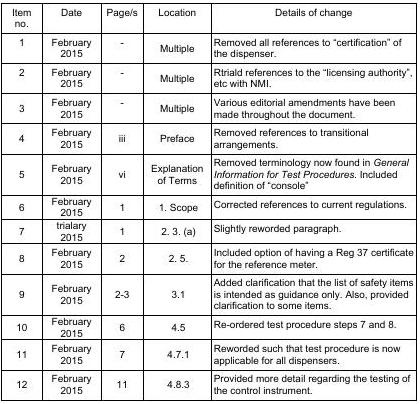 Item no. Date Page/s Location Details of change
1 February 2015 - Multiple Removed all references to “certification” of the dispenser.
2 February 2015 - Multiple Rtriald references to the “licensing authority”, etc with NMI.
3 February 2015 - Multiple Various editorial amendments have been made throughout the document.
4 February 2015 iii Preface Removed references to transitional arrangements.
5 February 2015 vi Explanation of Terms Removed terminology now found in General Information for Test Procedures. Included definition of “console”
6 February 2015 1 1. Scope Corrected references to current regulations.
7 trialary 2015 1 2. 3. (a) Slightly reworded paragraph.
8 February 2015 2 2. 5. Included option of having a Reg 37 certificate for the reference meter.
9 February 2015 2-3 3.1 Added clarification that the list of safety items is intended as guidance only. Also, provided clarification to some items.
10 February 2015 6 4.5 Re-ordered test procedure steps 7 and 8.
11 February 2015 7 4.7.1 Reworded such that test procedure is now applicable for all dispensers.
12 February 2015 11 4.8.3 Provided more detail regarding the testing of the control instrument.